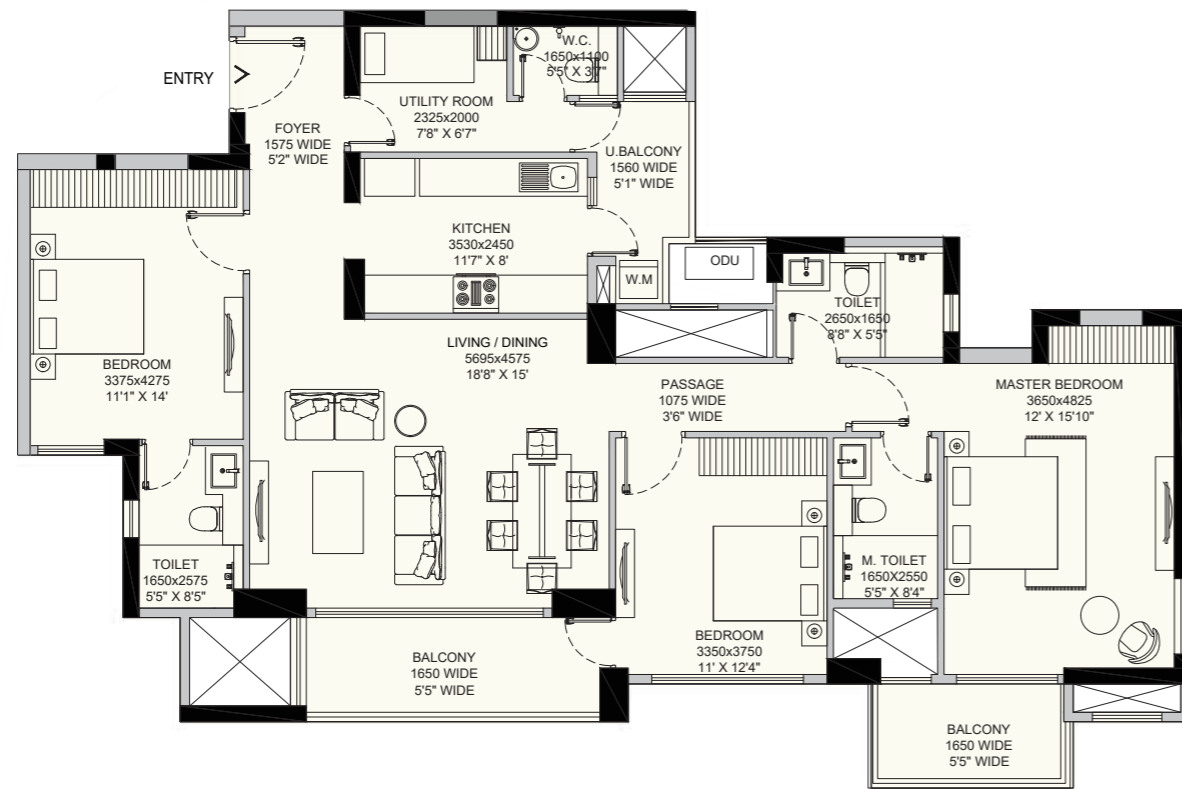 W.C.
1650x1100
5'5" X 3'7"
ENTRY
UTILITY ROOM
2325x2000
7'8" X 6'7"
FOYER
1575 WIDE
5'2" WIDE
U.BALCONY
1560 WIDE
5'1" WIDE
KITCHEN
3530x2450
11'7" X 8'
ODU
W.M
TOILET
2650x1650
8'8" X 5'5"
LIVING / DINING
5695x4575
18'8" X 15'
BEDROOM
3375x4275
11'1" X 14'
PASSAGE
1075 WIDE
3'6" WIDE
MASTER BEDROOM
3650x4825
12' X 15'10"
TOILET
1650x2575
5'5" X 8'5"
M. TOILET
1650X2550
5'5" X 8'4"
BEDROOM
3350x3750
11' X 12'4"
BALCONY
1650 WIDE
5'5" WIDE
BALCONY
1650 WIDE
5'5" WIDE